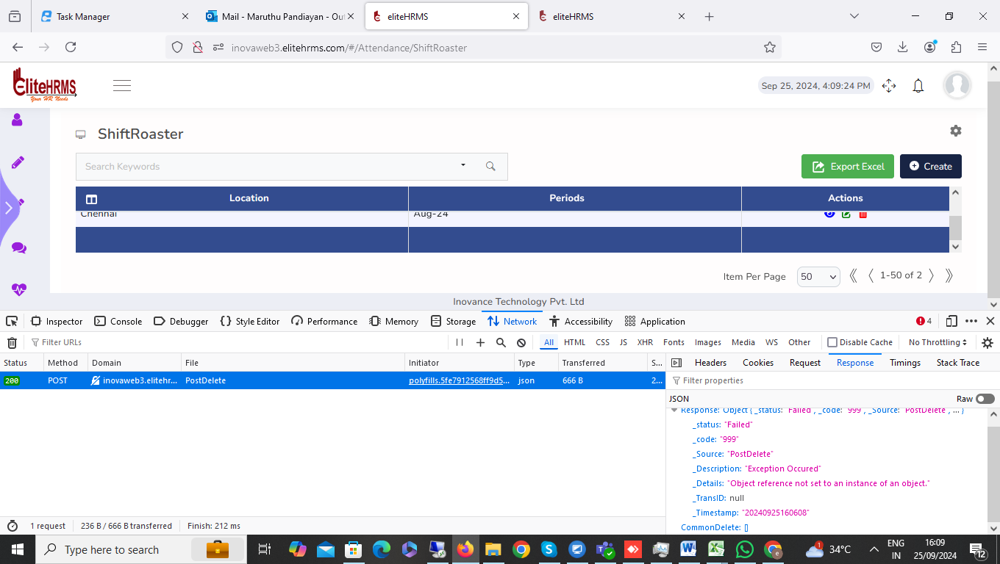 Task Manager
Mail - Maruthu Pandiayan - Out
eliteHRMS
eliteHRMS
inovaweb3.elitehrms.com/#/Attendance/ShiftRoaster
EliteHRMS
Your HR Needs
Sep 25, 2024, 4:09:24 PM
ShiftRoaster
Search Keywords
Export Excel
Create
Location Periods Actions
Chennai Aug-24
Item Per Page 50 1-50 of 2
Inovance Technology Pvt. Ltd
Inspector Console Debugger Style Editor Performance Memory Storage Network Accessibility Application 4
Filter URLs
All HTML CSS JS XHR Fonts Images Media WS Other Disable Cache No Throttling
Status Method Domain File Initiator Type Transferred S...
Headers Cookies Request Response Timings Stack Trace
200 POST inovaweb3.elitehr... PostDelete polyfills.5fe7912568ff9d5... json 666 B 2...
Filter properties
JSON Raw
Response: Object { _status: "Failed", _code: "999", _Source: "PostDelete", ... }
_status: "Failed"
_code: "999"
_Source: "PostDelete"
_Description: "Exception Occured"
_Details: "Object reference not set to an instance of an object."
_TransID: null
_Timestamp: "20240925160608"
CommonDelete: []
1 request 236 B / 666 B transferred Finish: 212 ms
Type here to search
34°C
ENG
IN
16:09
25/09/2024
12